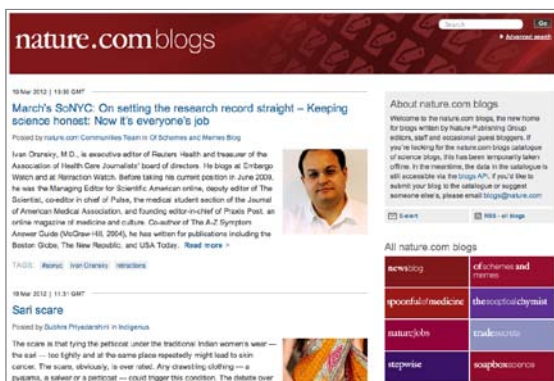 nature.com blogs
Search
Go
Advanced search
19 Mar 2012 | 13:30 GMT
March's SoNYC: On setting the research record straight – Keeping
science honest: Now it's everyone's job
Posted by nature.com Communities Team in Of Schemes and Memes Blog
Ivan Oransky, M.D., is executive editor of Reuters Health and treasurer of the
Association of Health Care Journalists' board of directors. He blogs at Embargo
Watch and at Retraction Watch. Before taking his current position in June 2009,
he was the Managing Editor for Scientific American online, deputy editor of The
Scientist, co-editor in chief of Pulse, the medical student section of the Journal
of American Medical Association, and founding editor-in-chief of Praxis Post, an
online magazine of medicine and culture. Co-author of The A-Z Symptom
Answer Guide (McGraw-Hill, 2004), he has written for publications including the
Boston Globe, The New Republic, and USA Today. Read more >
TAGS: #sonyc Ivan Oransky retractions
19 Mar 2012 | 11:31 GMT
Sari scare
Posted by Subhra Priyadarshini in Indigenus
The scare is that tying the petticoat under the traditional Indian women's wear —
the sari — too tightly and at the same place repeatedly might lead to skin
cancer. The scare, obviously, is over rated. Any drawstring clothing — a
pyjama, a salwar or a petticoat — could trigger this condition. The debate over
About nature.com blogs
Welcome to the nature.com blogs, the new home
for blogs written by Nature Publishing Group
editors, staff and occasional guest bloggers. If
you're looking for the nature.com blogs catalogue
of science blogs, this has been temporarily taken
offline. In the meantime, the data in the catalogue is
still accessible via the blogs API. If you'd like to
submit your blog to the catalogue or suggest
someone else's, please email blogs@nature.com
E-alert
RSS - all blogs
All nature.com blogs
newsblog
of schemes and memes
spoonful of medicine
the sceptical chymist
naturejobs
trade secrets
stepwise
soapbox science